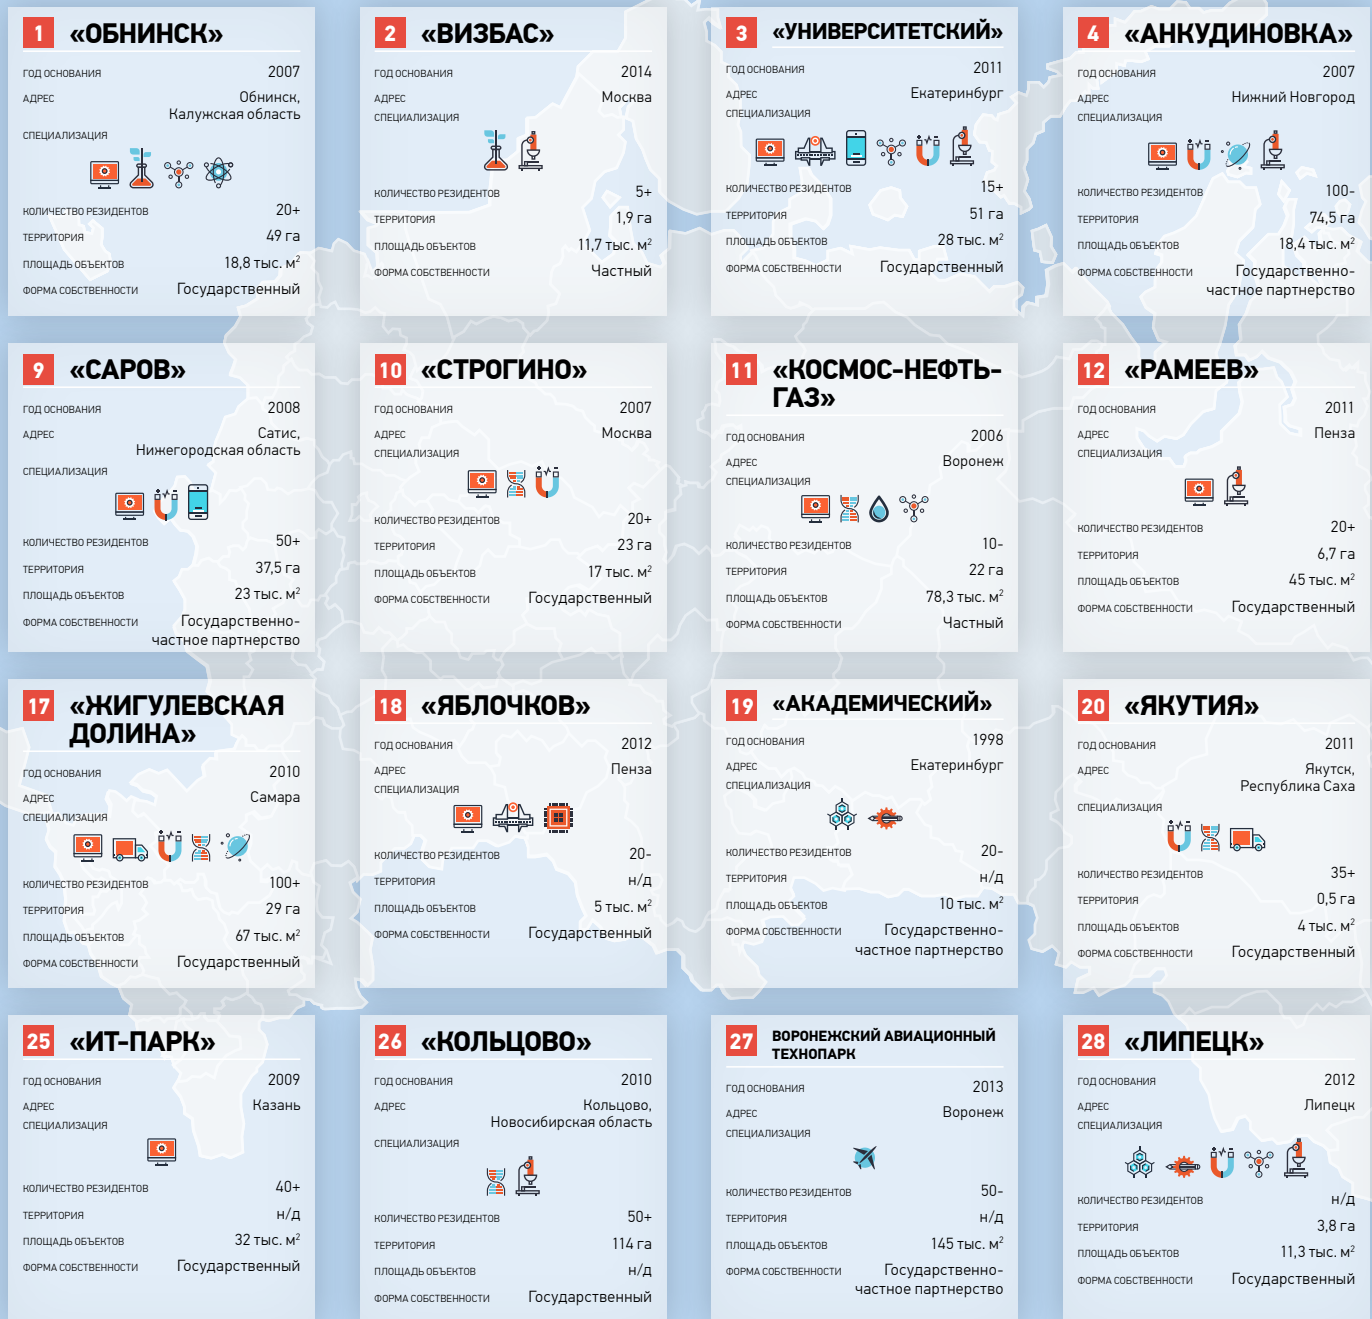 1 «ОБНИНСК»
ГОД ОСНОВАНИЯ 2007
АДРЕС Обнинск,
Калужская область
СПЕЦИАЛИЗАЦИЯ
КОЛИЧЕСТВО РЕЗИДЕНТОВ 20+
ТЕРРИТОРИЯ 49 га
ПЛОЩАДЬ ОБЪЕКТОВ 18,8 тыс. м²
ФОРМА СОБСТВЕННОСТИ Государственный
2 «ВИЗБАС»
ГОД ОСНОВАНИЯ 2014
АДРЕС Москва
СПЕЦИАЛИЗАЦИЯ
КОЛИЧЕСТВО РЕЗИДЕНТОВ 5+
ТЕРРИТОРИЯ 1,9 га
ПЛОЩАДЬ ОБЪЕКТОВ 11,7 тыс. м²
ФОРМА СОБСТВЕННОСТИ Частный
3 «УНИВЕРСИТЕТСКИЙ»
ГОД ОСНОВАНИЯ 2011
АДРЕС Екатеринбург
СПЕЦИАЛИЗАЦИЯ
КОЛИЧЕСТВО РЕЗИДЕНТОВ 15+
ТЕРРИТОРИЯ 51 га
ПЛОЩАДЬ ОБЪЕКТОВ 28 тыс. м²
ФОРМА СОБСТВЕННОСТИ Государственный
4 «АНКУДИНОВКА»
ГОД ОСНОВАНИЯ 2007
АДРЕС Нижний Новгород
СПЕЦИАЛИЗАЦИЯ
КОЛИЧЕСТВО РЕЗИДЕНТОВ 100-
ТЕРРИТОРИЯ 74,5 га
ПЛОЩАДЬ ОБЪЕКТОВ 18,4 тыс. м²
ФОРМА СОБСТВЕННОСТИ Государственно-
частное партнерство
9 «САРОВ»
ГОД ОСНОВАНИЯ 2008
АДРЕС Сатис,
Нижегородская область
СПЕЦИАЛИЗАЦИЯ
КОЛИЧЕСТВО РЕЗИДЕНТОВ 50+
ТЕРРИТОРИЯ 37,5 га
ПЛОЩАДЬ ОБЪЕКТОВ 23 тыс. м²
ФОРМА СОБСТВЕННОСТИ Государственно-
частное партнерство
10 «СТРОГИНО»
ГОД ОСНОВАНИЯ 2007
АДРЕС Москва
СПЕЦИАЛИЗАЦИЯ
КОЛИЧЕСТВО РЕЗИДЕНТОВ 20+
ТЕРРИТОРИЯ 23 га
ПЛОЩАДЬ ОБЪЕКТОВ 17 тыс. м²
ФОРМА СОБСТВЕННОСТИ Государственный
11 «КОСМОС-НЕФТЬ-
ГАЗ»
ГОД ОСНОВАНИЯ 2006
АДРЕС Воронеж
СПЕЦИАЛИЗАЦИЯ
КОЛИЧЕСТВО РЕЗИДЕНТОВ 10-
ТЕРРИТОРИЯ 22 га
ПЛОЩАДЬ ОБЪЕКТОВ 78,3 тыс. м²
ФОРМА СОБСТВЕННОСТИ Частный
12 «РАМЕЕВ»
ГОД ОСНОВАНИЯ 2011
АДРЕС Пенза
СПЕЦИАЛИЗАЦИЯ
КОЛИЧЕСТВО РЕЗИДЕНТОВ 20+
ТЕРРИТОРИЯ 6,7 га
ПЛОЩАДЬ ОБЪЕКТОВ 45 тыс. м²
ФОРМА СОБСТВЕННОСТИ Государственный
17 «ЖИГУЛЕВСКАЯ
ДОЛИНА»
ГОД ОСНОВАНИЯ 2010
АДРЕС Самара
СПЕЦИАЛИЗАЦИЯ
КОЛИЧЕСТВО РЕЗИДЕНТОВ 100+
ТЕРРИТОРИЯ 29 га
ПЛОЩАДЬ ОБЪЕКТОВ 67 тыс. м²
ФОРМА СОБСТВЕННОСТИ Государственный
18 «ЯБЛОЧКОВ»
ГОД ОСНОВАНИЯ 2012
АДРЕС Пенза
СПЕЦИАЛИЗАЦИЯ
КОЛИЧЕСТВО РЕЗИДЕНТОВ 20-
ТЕРРИТОРИЯ н/д
ПЛОЩАДЬ ОБЪЕКТОВ 5 тыс. м²
ФОРМА СОБСТВЕННОСТИ Государственный
19 «АКАДЕМИЧЕСКИЙ»
ГОД ОСНОВАНИЯ 1998
АДРЕС Екатеринбург
СПЕЦИАЛИЗАЦИЯ
КОЛИЧЕСТВО РЕЗИДЕНТОВ 20-
ТЕРРИТОРИЯ н/д
ПЛОЩАДЬ ОБЪЕКТОВ 10 тыс. м²
ФОРМА СОБСТВЕННОСТИ Государственно-
частное партнерство
20 «ЯКУТИЯ»
ГОД ОСНОВАНИЯ 2011
АДРЕС Якутск,
Республика Саха
СПЕЦИАЛИЗАЦИЯ
КОЛИЧЕСТВО РЕЗИДЕНТОВ 35+
ТЕРРИТОРИЯ 0,5 га
ПЛОЩАДЬ ОБЪЕКТОВ 4 тыс. м²
ФОРМА СОБСТВЕННОСТИ Государственный
25 «ИТ-ПАРК»
ГОД ОСНОВАНИЯ 2009
АДРЕС Казань
СПЕЦИАЛИЗАЦИЯ
КОЛИЧЕСТВО РЕЗИДЕНТОВ 40+
ТЕРРИТОРИЯ н/д
ПЛОЩАДЬ ОБЪЕКТОВ 32 тыс. м²
ФОРМА СОБСТВЕННОСТИ Государственный
26 «КОЛЬЦОВО»
ГОД ОСНОВАНИЯ 2010
АДРЕС Кольцово,
Новосибирская область
СПЕЦИАЛИЗАЦИЯ
КОЛИЧЕСТВО РЕЗИДЕНТОВ 50+
ТЕРРИТОРИЯ 114 га
ПЛОЩАДЬ ОБЪЕКТОВ н/д
ФОРМА СОБСТВЕННОСТИ Государственный
27 ВОРОНЕЖСКИЙ АВИАЦИОННЫЙ
ТЕХНОПАРК
ГОД ОСНОВАНИЯ 2013
АДРЕС Воронеж
СПЕЦИАЛИЗАЦИЯ
КОЛИЧЕСТВО РЕЗИДЕНТОВ 50-
ТЕРРИТОРИЯ н/д
ПЛОЩАДЬ ОБЪЕКТОВ 145 тыс. м²
ФОРМА СОБСТВЕННОСТИ Государственно-
частное партнерство
28 «ЛИПЕЦК»
ГОД ОСНОВАНИЯ 2012
АДРЕС Липецк
СПЕЦИАЛИЗАЦИЯ
КОЛИЧЕСТВО РЕЗИДЕНТОВ н/д
ТЕРРИТОРИЯ 3,8 га
ПЛОЩАДЬ ОБЪЕКТОВ 11,3 тыс. м²
ФОРМА СОБСТВЕННОСТИ Государственный